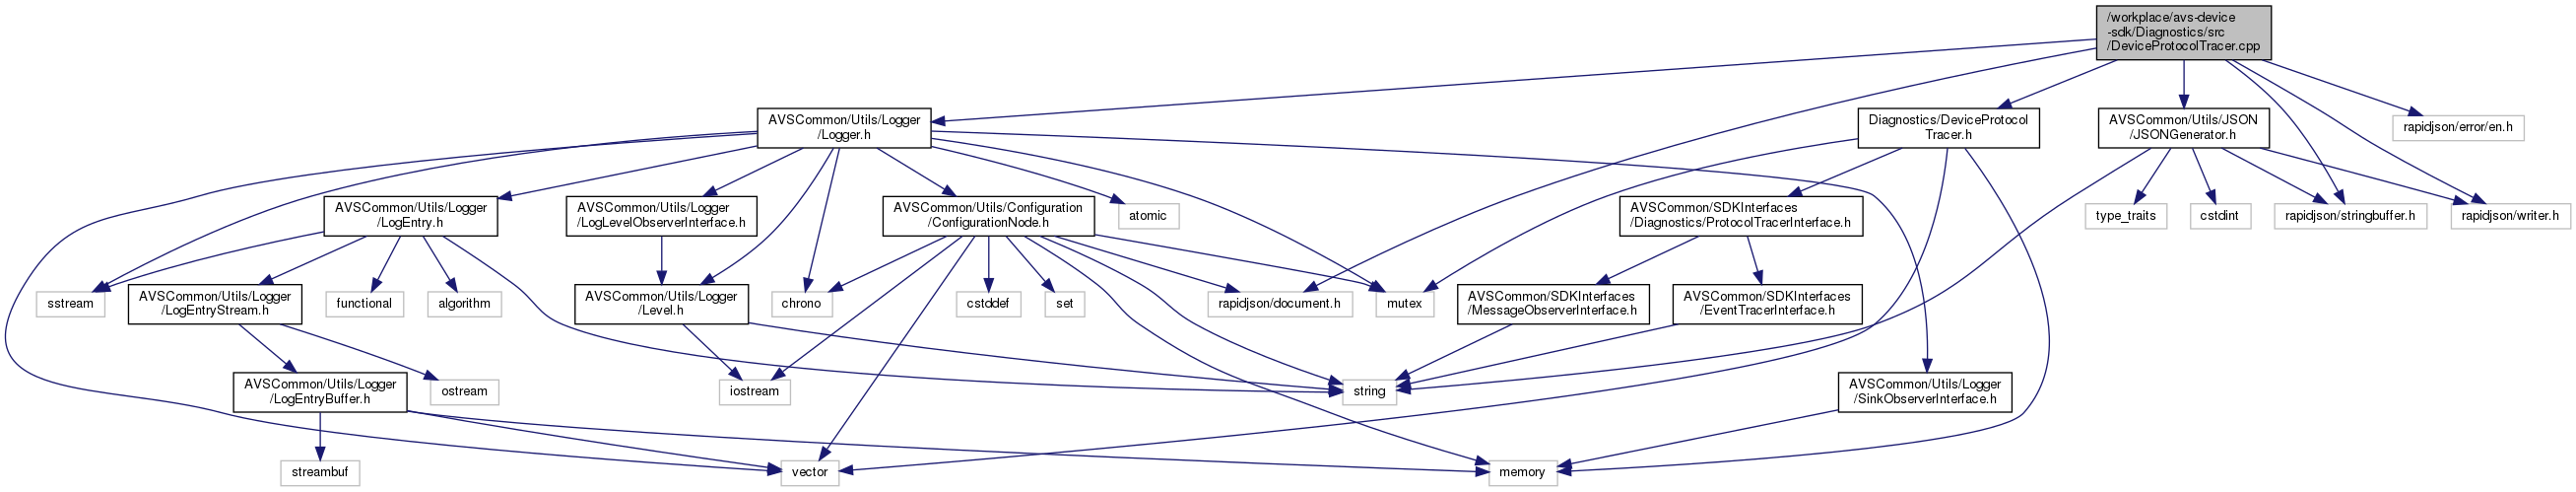 /workplace/avs-device
-sdk/Diagnostics/src
/DeviceProtocolTracer.cpp
AVSCommon/Utils/Logger
/Logger.h
Diagnostics/DeviceProtocol
Tracer.h
AVSCommon/Utils/JSON
/JSONGenerator.h
rapidjson/error/en.h
AVSCommon/Utils/Logger
/LogEntry.h
AVSCommon/Utils/Logger
/LogLevelObserverInterface.h
AVSCommon/Utils/Configuration
/ConfigurationNode.h
atomic
AVSCommon/SDKInterfaces
/Diagnostics/ProtocolTracerInterface.h
type_traits
cstdint
rapidjson/stringbuffer.h
rapidjson/writer.h
sstream
AVSCommon/Utils/Logger
/LogEntryStream.h
functional
algorithm
AVSCommon/Utils/Logger
/Level.h
chrono
cstddef
set
rapidjson/document.h
mutex
AVSCommon/SDKInterfaces
/MessageObserverInterface.h
AVSCommon/SDKInterfaces
/EventTracerInterface.h
AVSCommon/Utils/Logger
/LogEntryBuffer.h
ostream
iostream
string
AVSCommon/Utils/Logger
/SinkObserverInterface.h
streambuf
vector
memory